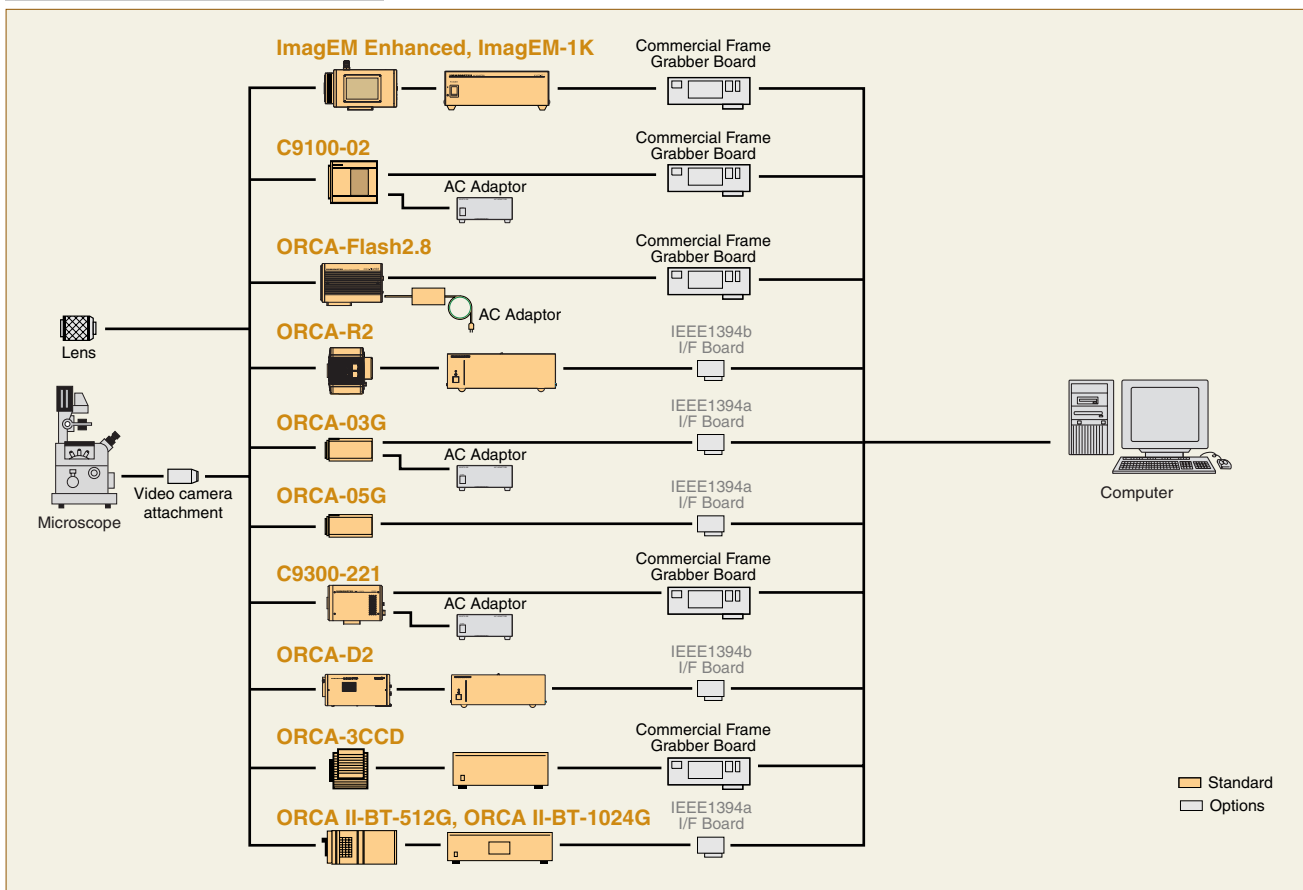 ImagEM Enhanced, ImagEM-1K
Commercial Frame
Grabber Board
C9100-02
Commercial Frame
Grabber Board
AC Adaptor
ORCA-Flash2.8
Commercial Frame
Grabber Board
AC Adaptor
Lens
ORCA-R2
IEEE1394b
I/F Board
ORCA-03G
IEEE1394a
I/F Board
AC Adaptor
Microscope
Video camera
attachment
Computer
ORCA-05G
IEEE1394a
I/F Board
C9300-221
Commercial Frame
Grabber Board
AC Adaptor
ORCA-D2
IEEE1394b
I/F Board
ORCA-3CCD
Commercial Frame
Grabber Board
Standard
Options
ORCA II-BT-512G, ORCA II-BT-1024G
IEEE1394a
I/F Board